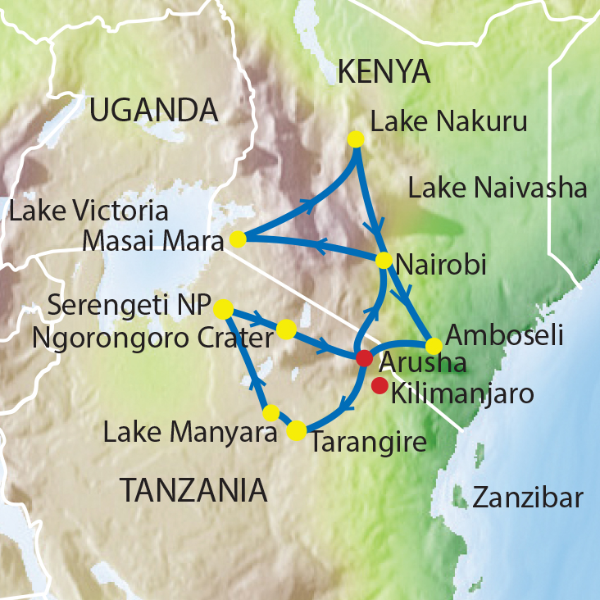 KENYA
UGANDA
Lake Nakuru
Lake Naivasha
Lake Victoria
Masai Mara
Nairobi
Serengeti NP
Ngorongoro Crater
Amboseli
Arusha
Kilimanjaro
Lake Manyara
Tarangire
TANZANIA
Zanzibar